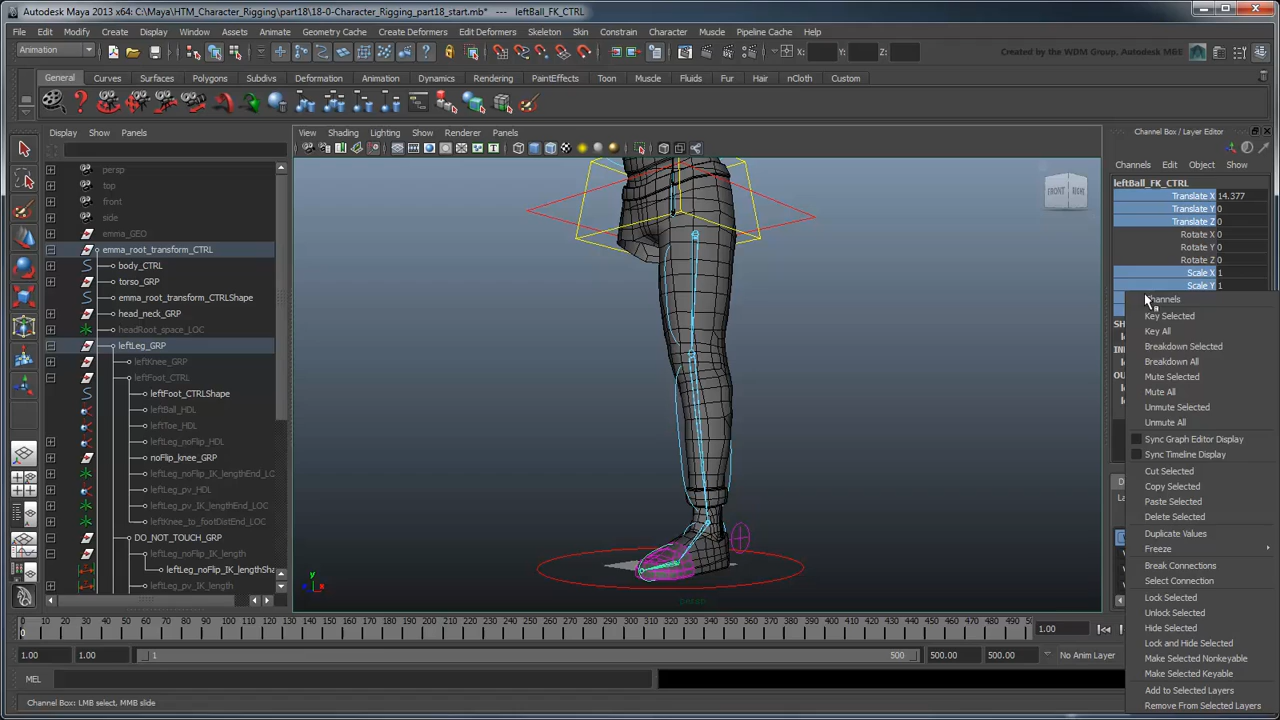 Autodesk Maya 2013 x64: C:\Maya\HTM_Character_Rigging\part18\18-0-Character_Rigging_part18_start.mb* --- leftBall_FK_CTRL
File Edit Modify Create Display Window Assets Animate Geometry Cache Create Deformers Edit Deformers Skeleton Skin Constrain Character Muscle Pipeline Cache Help
Animation X: Y: Z: Created by the WDM Group, Autodesk M&E
General Curves Surfaces Polygons Subdivs Deformation Animation Dynamics Rendering PaintEffects Toon Muscle Fluids Fur Hair nCloth Custom
Display Show Panels
View Shading Lighting Show Renderer Panels
Channel Box / Layer Editor
Channels Edit Object Show
persp
top
front
side
emma_GEO
emma_root_transform_CTRL
body_CTRL
torso_GRP
emma_root_transform_CTRLShape
head_neck_GRP
headRoot_space_LOC
leftLeg_GRP
leftKnee_GRP
leftFoot_CTRL
leftFoot_CTRLShape
leftBall_HDL
leftToe_HDL
leftLeg_noFlip_HDL
noFlip_knee_GRP
leftLeg_noFlip_IK_lengthEnd_LO
leftLeg_pv_HDL
leftLeg_pv_IK_lengthEnd_LOC
leftKnee_to_footDistEnd_LOC
DO_NOT_TOUCH_GRP
leftLeg_noFlip_IK_length
leftLeg_noFlip_IK_lengthSha
leftLeg_pv_IK_length
FRONT
y
x
persp
leftBall_FK_CTRL
Translate X 14.377
Translate Y 0
Translate Z 0
Rotate X 0
Rotate Y 0
Rotate Z 0
Scale X 1
Scale Y 1
Channels
Key Selected
Key All
Breakdown Selected
Breakdown All
Mute Selected
Mute All
Unmute Selected
Unmute All
Sync Graph Editor Display
Sync Timeline Display
Cut Selected
Copy Selected
Paste Selected
Delete Selected
Duplicate Values
Freeze
Break Connections
Select Connection
Lock Selected
Unlock Selected
Hide Selected
Lock and Hide Selected
Make Selected Nonkeyable
Make Selected Keyable
Add to Selected Layers
Remove From Selected Layers
0 10 20 30 40 50 60 70 80 90 100 110 120 130 140 150 160 170 180 190 200 210 220 230 240 250 260 270 280 290 300 310 320 330 340 350 360 370 380 390 400 410 420 430 440 450 460 470 480 490 50
0
1.00
1.00 1.00 1 500 500.00 500.00 No Anim Layer
MEL
Channel Box: LMB select, MMB slide